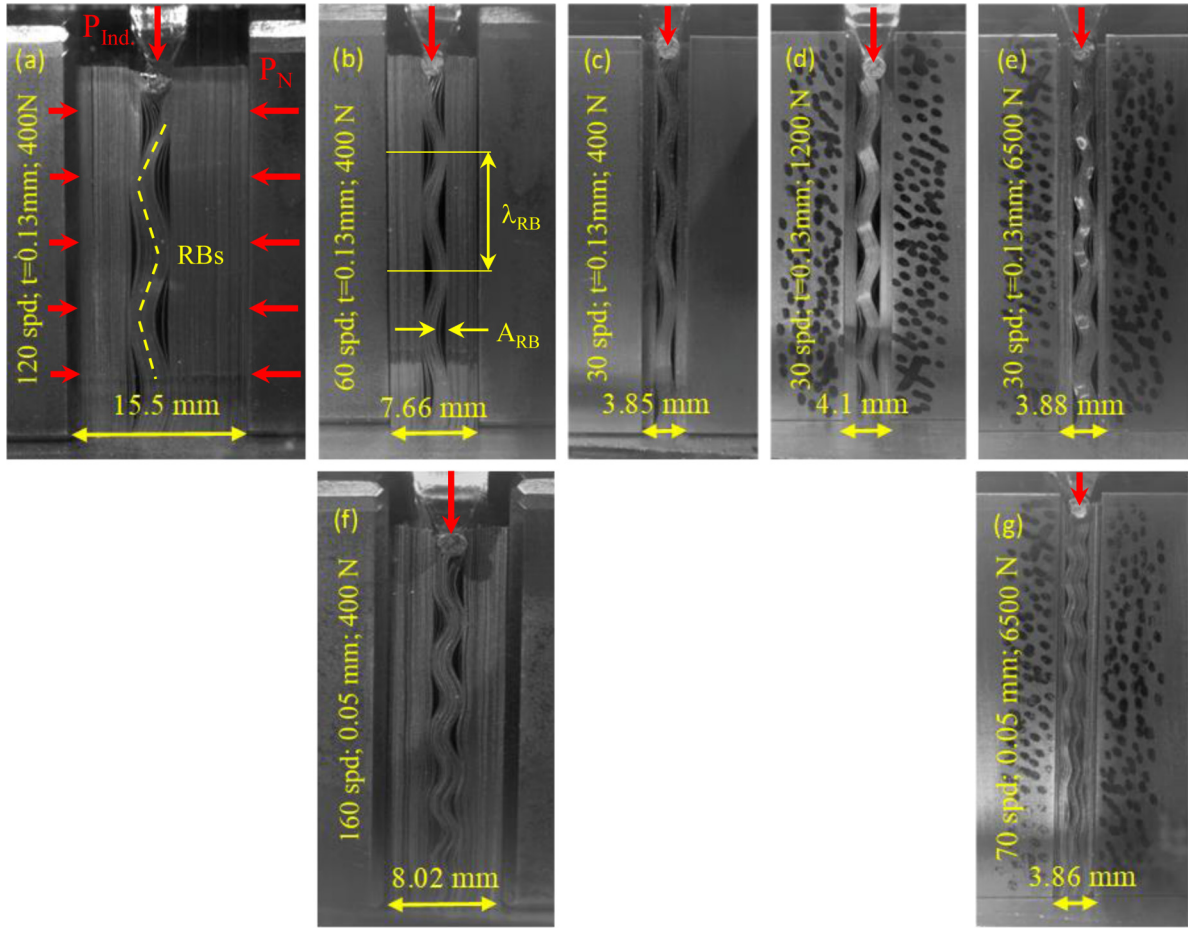 P_Ind.
(a)
P_N
120 spd; t=0.13mm; 400N
RBs
15.5 mm
(b)
60 spd; t=0.13mm; 400 N
λ_RB
A_RB
7.66 mm
(c)
30 spd; t=0.13mm; 400 N
3.85 mm
(d)
30 spd; t=0.13mm; 1200 N
4.1 mm
(e)
30 spd; t=0.13mm; 6500 N
3.88 mm
(f)
160 spd; 0.05 mm; 400 N
8.02 mm
(g)
70 spd; 0.05 mm; 6500 N
3.86 mm